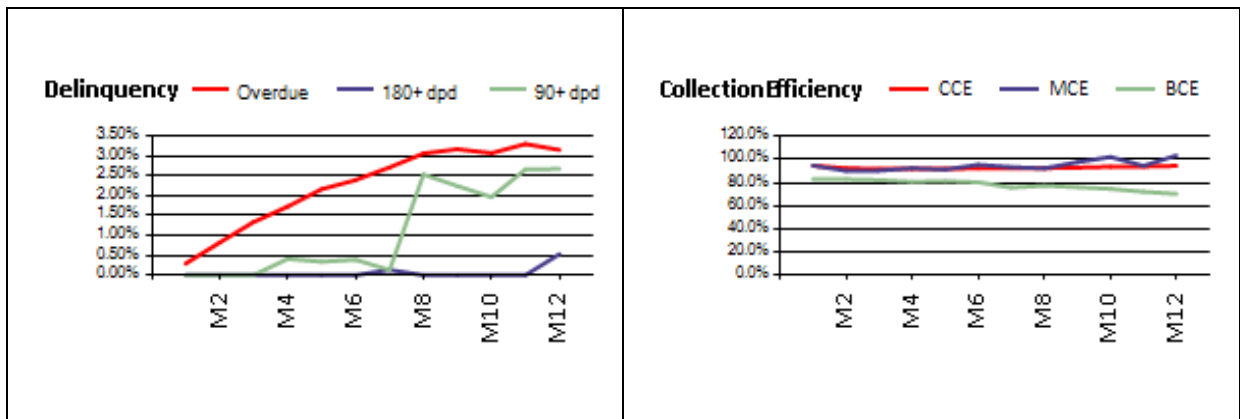 Delinquency Overdue 180+ dpd 90+ dpd
3.50%
3.00%
2.50%
2.00%
1.50%
1.00%
0.50%
0.00%
M2
M4
M6
M8
M10
M12
Collection Efficiency CCE MCE BCE
120.0%
100.0%
80.0%
60.0%
40.0%
20.0%
0.0%
M2
M4
M6
M8
M10
M12